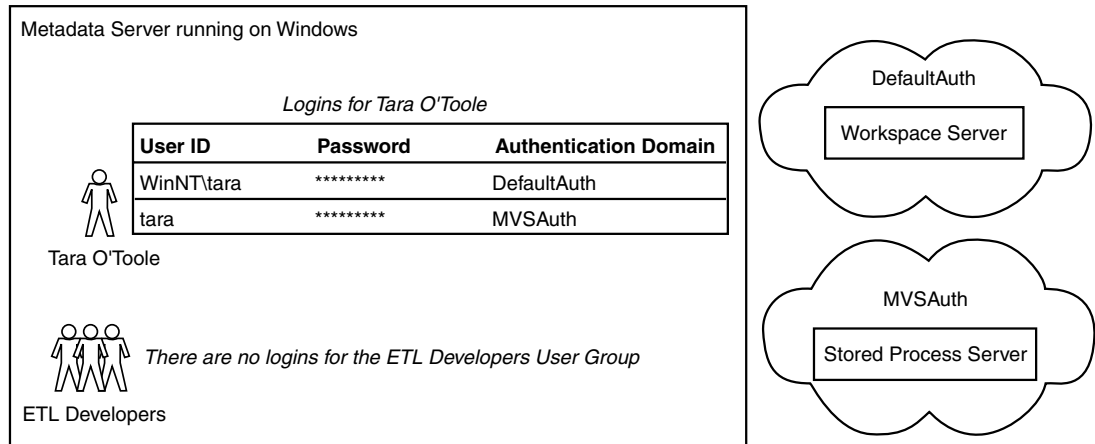 Metadata Server running on Windows
Logins for Tara O'Toole
User ID Password Authentication Domain
WinNT\tara ********* DefaultAuth
tara ********* MVSAuth
Tara O'Toole
There are no logins for the ETL Developers User Group
ETL Developers
DefaultAuth
Workspace Server
MVSAuth
Stored Process Server